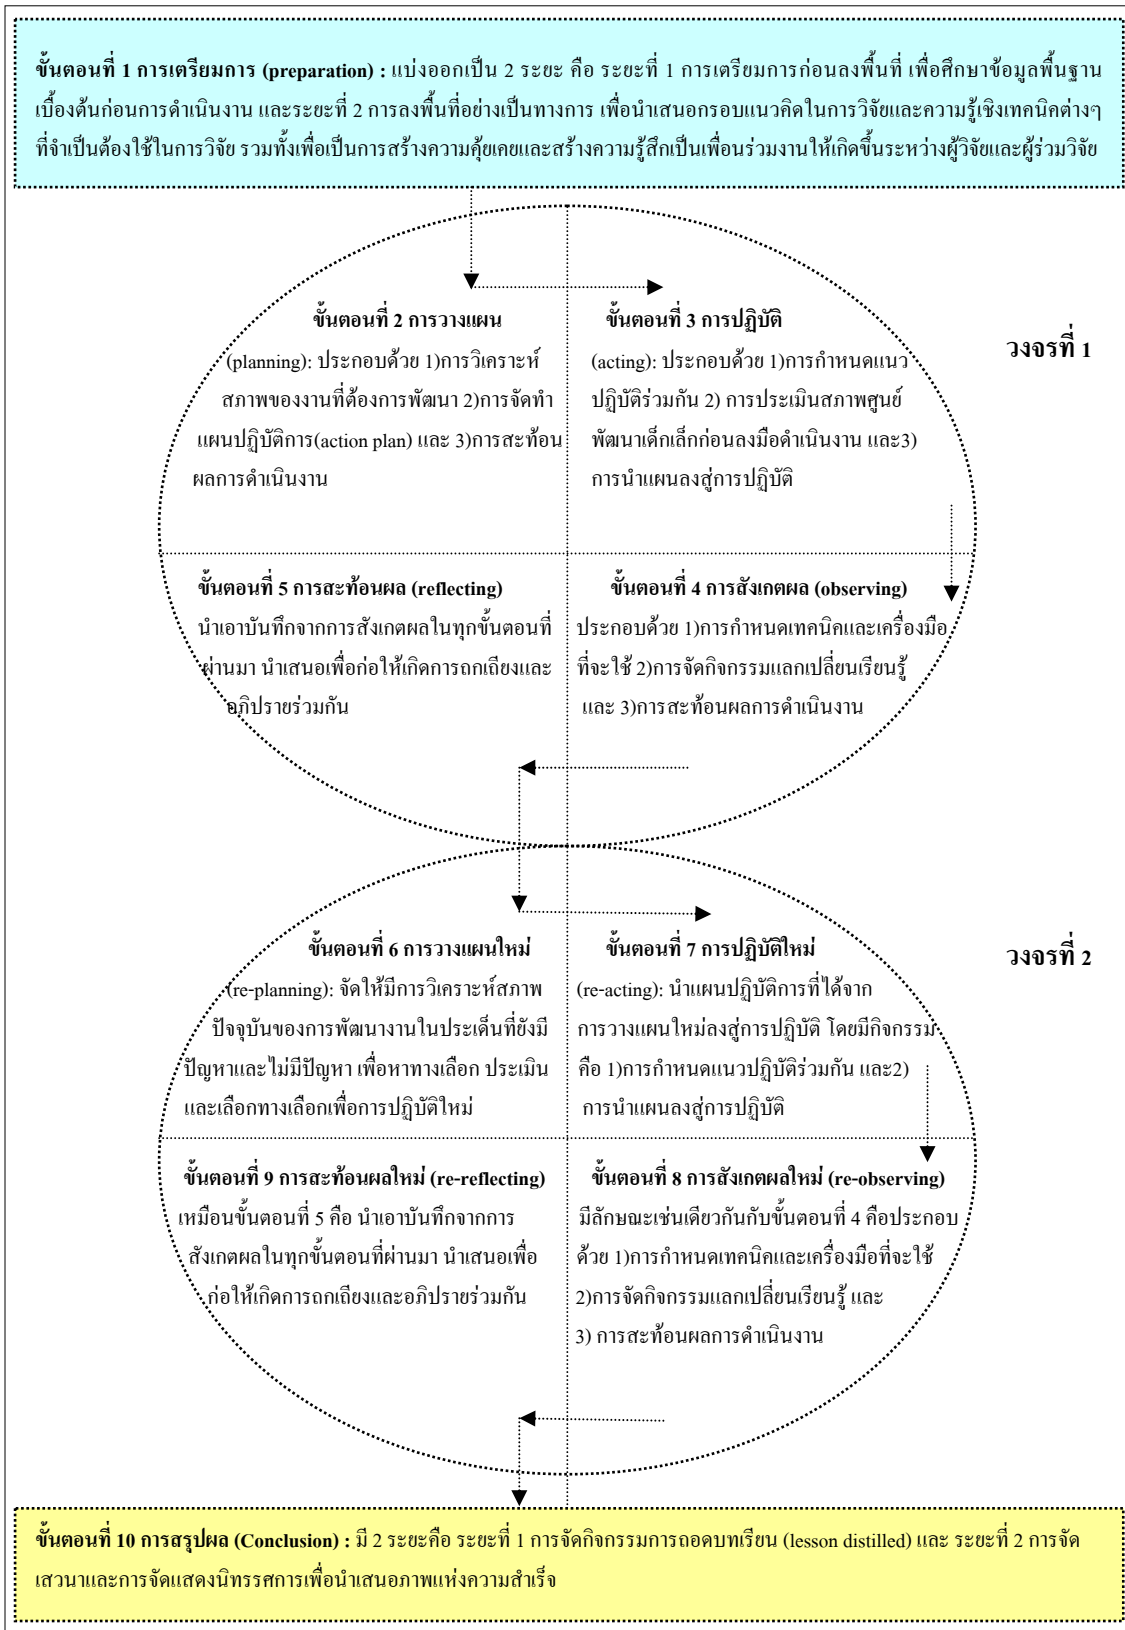 ขั้นตอนที่ 1 การเตรียมการ (preparation) : แบ่งออกเป็น 2 ระยะ คือ ระยะที่ 1 การเตรียมการก่อนลงพื้นที่ เพื่อศึกษาข้อมูลพื้นฐาน
เบื้องต้นก่อนการดำเนินงาน และระยะที่ 2 การลงพื้นที่อย่างเป็นทางการ เพื่อนำเสนอกรอบแนวคิดในการวิจัยและความรู้เชิงเทคนิคต่างๆ
ที่จำเป็นต้องใช้ในการวิจัย รวมทั้งเพื่อเป็นการสร้างความคุ้ยเคยและสร้างความรู้สึกเป็นเพื่อนร่วมงานให้เกิดขึ้นระหว่างผู้วิจัยและผู้ร่วมวิจัย
ขั้นตอนที่ 2 การวางแผน
(planning): ประกอบด้วย 1)การวิเคราะห์
สภาพของงานที่ต้องการพัฒนา 2)การจัดทำ
แผนปฏิบัติการ(action plan) และ 3)การสะท้อน
ผลการดำเนินงาน
ขั้นตอนที่ 3 การปฏิบัติ
(acting): ประกอบด้วย 1)การกำหนดแนว
ปฏิบัติร่วมกัน 2) การประเมินสภาพศูนย์
พัฒนาเด็กเล็กก่อนลงมือดำเนินงาน และ3)
การนำแผนลงสู่การปฏิบัติ
วงจรที่ 1
ขั้นตอนที่ 5 การสะท้อนผล (reflecting)
นำเอาบันทึกจากการสังเกตผลในทุกขั้นตอนที่
ผ่านมา นำเสนอเพื่อก่อให้เกิดการถกเถียงและ
อภิปรายร่วมกัน
ขั้นตอนที่ 4 การสังเกตผล (observing)
ประกอบด้วย 1)การกำหนดเทคนิคและเครื่องมือ
ที่จะใช้ 2)การจัดกิจกรรมแลกเปลี่ยนเรียนรู้
และ 3)การสะท้อนผลการดำเนินงาน
ขั้นตอนที่ 6 การวางแผนใหม่
(re-planning): จัดให้มีการวิเคราะห์สภาพ
ปัจจุบันของการพัฒนางานในประเด็นที่ยังมี
ปัญหาและไม่มีปัญหา เพื่อหาทางเลือก ประเมิน
และเลือกทางเลือกเพื่อการปฏิบัติใหม่
ขั้นตอนที่ 7 การปฏิบัติใหม่
(re-acting): นำแผนปฏิบัติการที่ได้จาก
การวางแผนใหม่ลงสู่การปฏิบัติ โดยมีกิจกรรม
คือ 1)การกำหนดแนวปฏิบัติร่วมกัน และ2)
การนำแผนลงสู่การปฏิบัติ
วงจรที่ 2
ขั้นตอนที่ 9 การสะท้อนผลใหม่ (re-reflecting)
เหมือนขั้นตอนที่ 5 คือ นำเอาบันทึกจากการ
สังเกตผลในทุกขั้นตอนที่ผ่านมา นำเสนอเพื่อ
ก่อให้เกิดการถกเถียงและอภิปรายร่วมกัน
ขั้นตอนที่ 8 การสังเกตผลใหม่ (re-observing)
มีลักษณะเช่นเดียวกันกับขั้นตอนที่ 4 คือประกอบ
ด้วย 1)การกำหนดเทคนิคและเครื่องมือที่จะใช้
2)การจัดกิจกรรมแลกเปลี่ยนเรียนรู้ และ
3) การสะท้อนผลการดำเนินงาน
ขั้นตอนที่ 10 การสรุปผล (Conclusion) : มี 2 ระยะคือ ระยะที่ 1 การจัดกิจกรรมการถอดบทเรียน (lesson distilled) และ ระยะที่ 2 การจัด
เสวนาและการจัดแสดงนิทรรศการเพื่อนำเสนอภาพแห่งความสำเร็จ